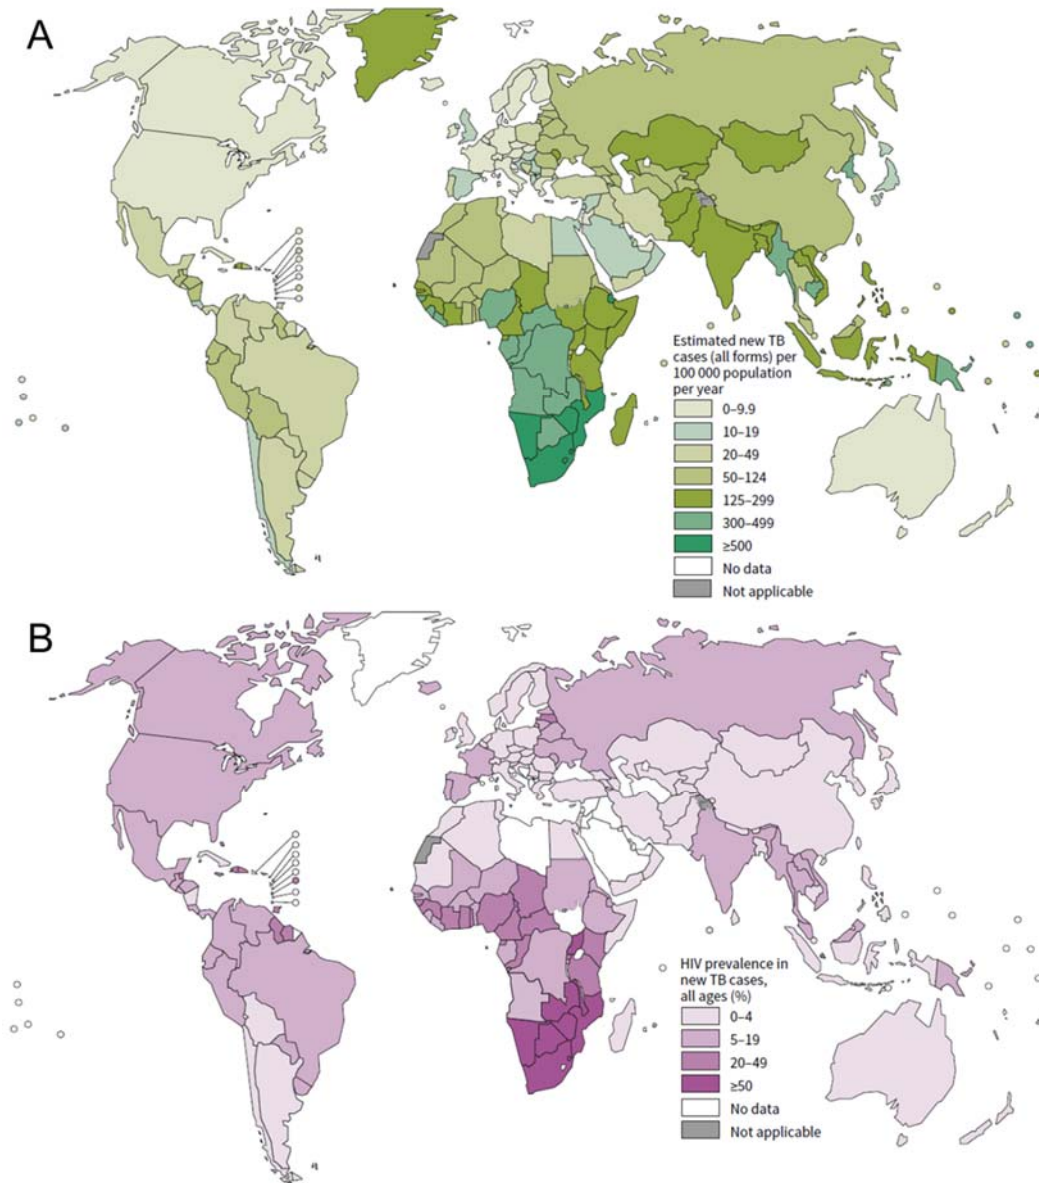 A
Estimated new TB
cases (all forms) per
100 000 population
per year
0–9.9
10–19
20–49
50–124
125–299
300–499
≥500
No data
Not applicable
B
HIV prevalence in
new TB cases,
all ages (%)
0–4
5–19
20–49
≥50
No data
Not applicable